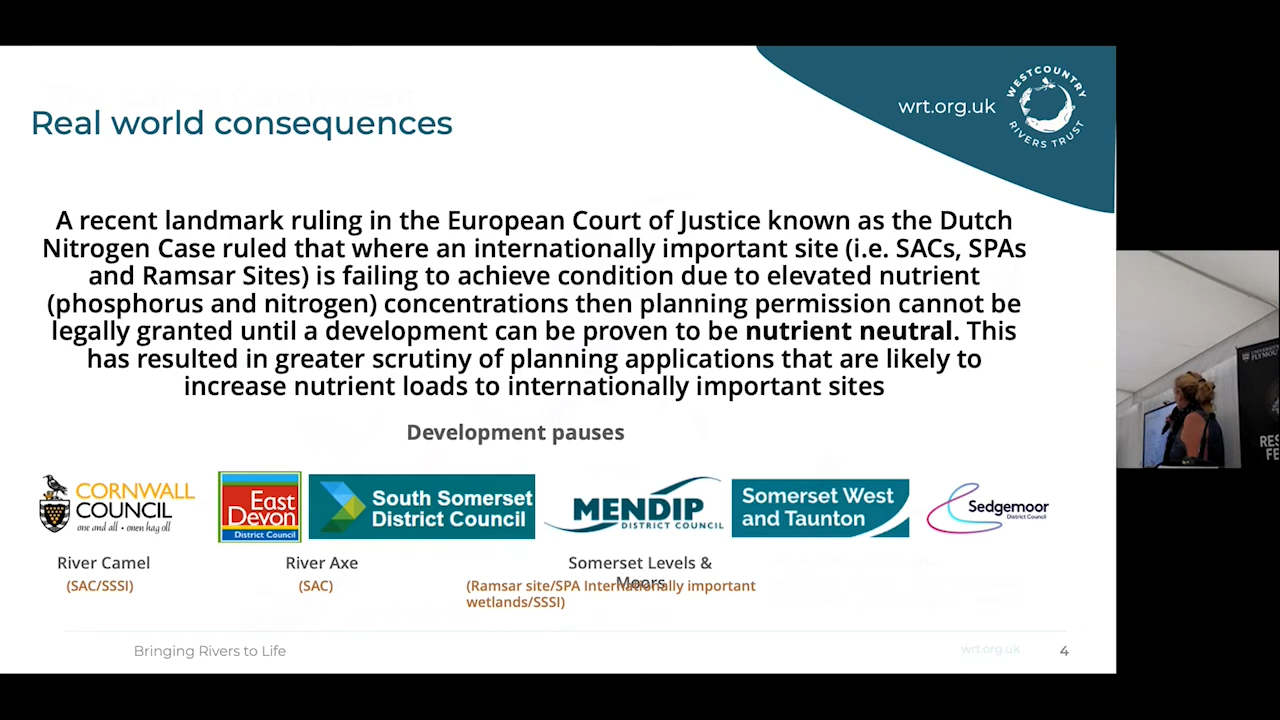 Real world consequences
wrt.org.uk
WESTCOUNTRY
RIVERS TRUST
A recent landmark ruling in the European Court of Justice known as the Dutch
Nitrogen Case ruled that where an internationally important site (i.e. SACs, SPAs
and Ramsar Sites) is failing to achieve condition due to elevated nutrient
(phosphorus and nitrogen) concentrations then planning permission cannot be
legally granted until a development can be proven to be nutrient neutral. This
has resulted in greater scrutiny of planning applications that are likely to
increase nutrient loads to internationally important sites
Development pauses
CORNWALL
COUNCIL
one and all • onen hag oll
East
Devon
District Council
South Somerset
District Council
MENDIP
DISTRICT COUNCIL
Somerset West
and Taunton
Sedgemoor
District Council
River Camel
(SAC/SSSI)
River Axe
(SAC)
Somerset Levels &
Moors
(Ramsar site/SPA Internationally important
wetlands/SSSI)
Bringing Rivers to Life
wrt.org.uk
4